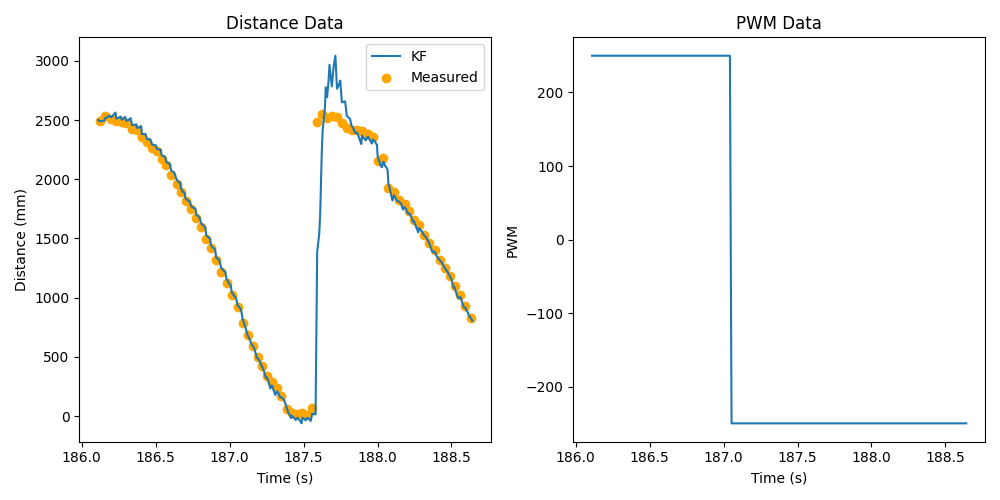 Distance Data
Distance (mm)
3000
2500
2000
1500
1000
500
0
KF
Measured
186.0 186.5 187.0 187.5 188.0 188.5
Time (s)
PWM Data
PWM
200
100
0
−100
−200
186.0 186.5 187.0 187.5 188.0 188.5
Time (s)